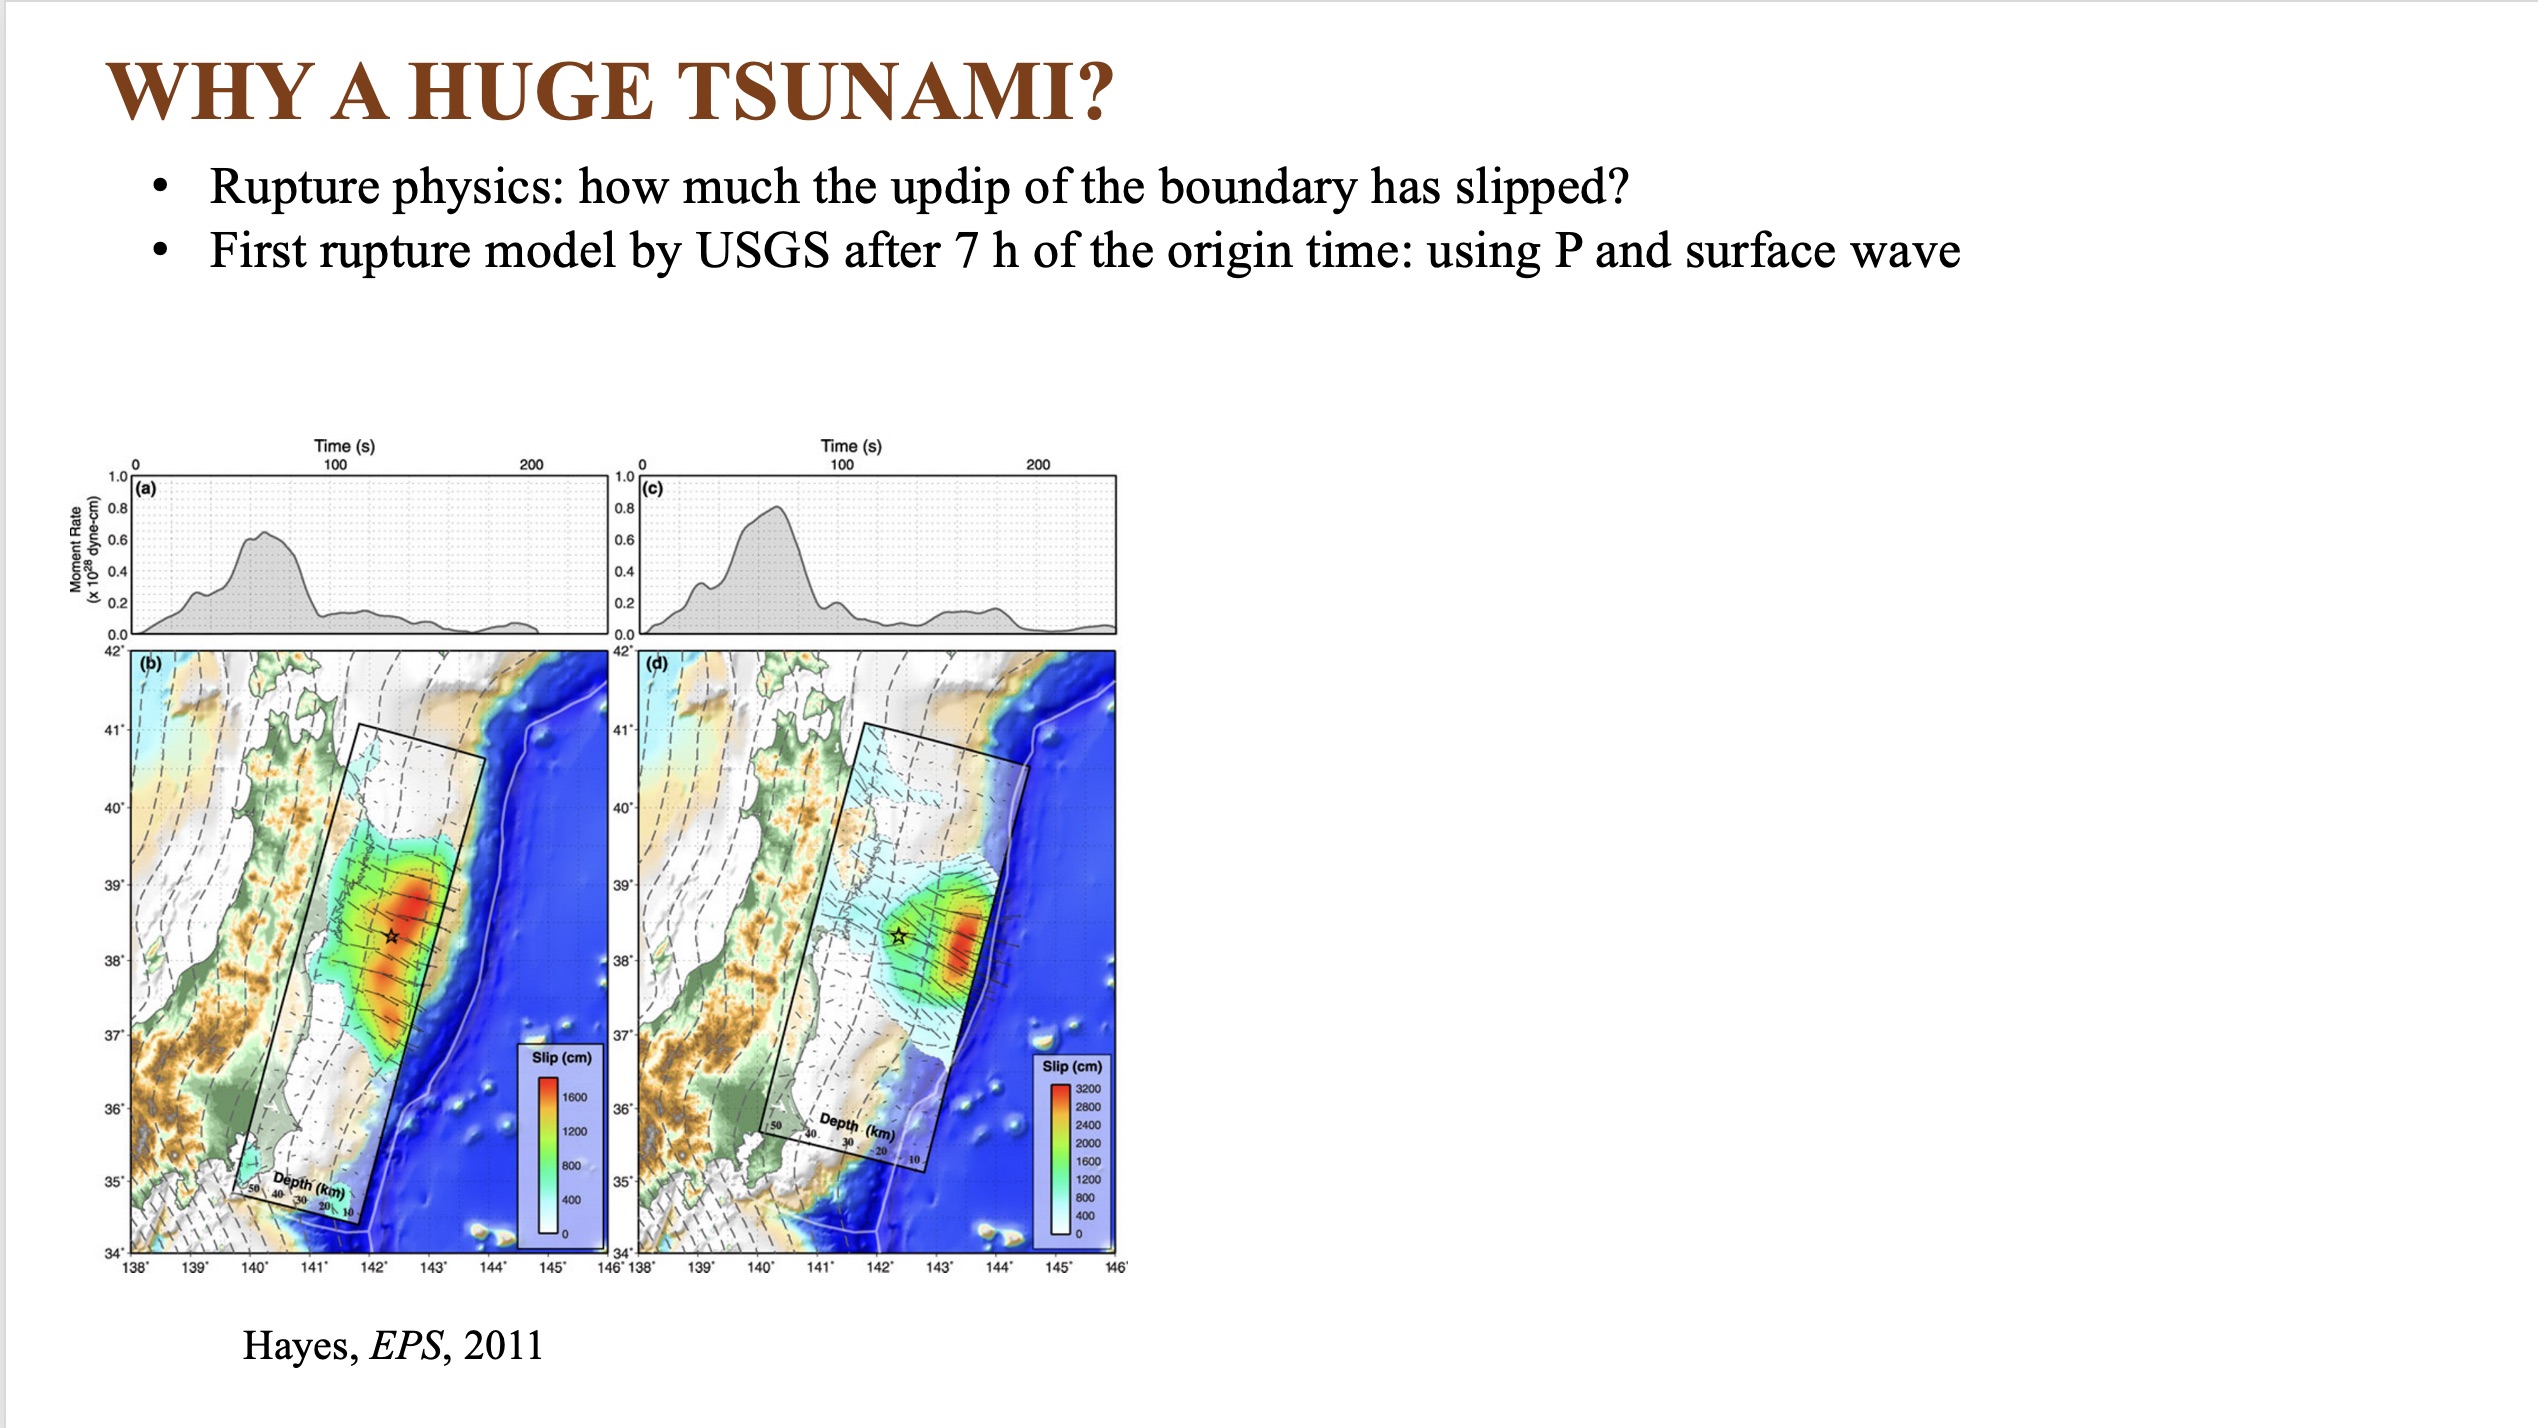 WHY A HUGE TSUNAMI?
• Rupture physics: how much the updip of the boundary has slipped?
• First rupture model by USGS after 7 h of the origin time: using P and surface wave
Time (s)
0 100 200
Time (s)
0 100 200
Moment Rate
(x 10²⁸ dyne-cm)
1.0
0.8
0.6
0.4
0.2
0.0
(a)
1.0
0.8
0.6
0.4
0.2
0.0
(c)
(b)
42˚
41˚
40˚
39˚
38˚
37˚
36˚
35˚
34˚
Slip (cm)
1600
1200
800
400
0
Depth (km)
50 40 30 20 10
138˚ 139˚ 140˚ 141˚ 142˚ 143˚ 144˚ 145˚ 146˚
(d)
42˚
41˚
40˚
39˚
38˚
37˚
36˚
35˚
34˚
Slip (cm)
3200
2800
2400
2000
1600
1200
800
400
0
Depth (km)
50 40 30 20 10
138˚ 139˚ 140˚ 141˚ 142˚ 143˚ 144˚ 145˚ 146˚
Hayes, EPS, 2011